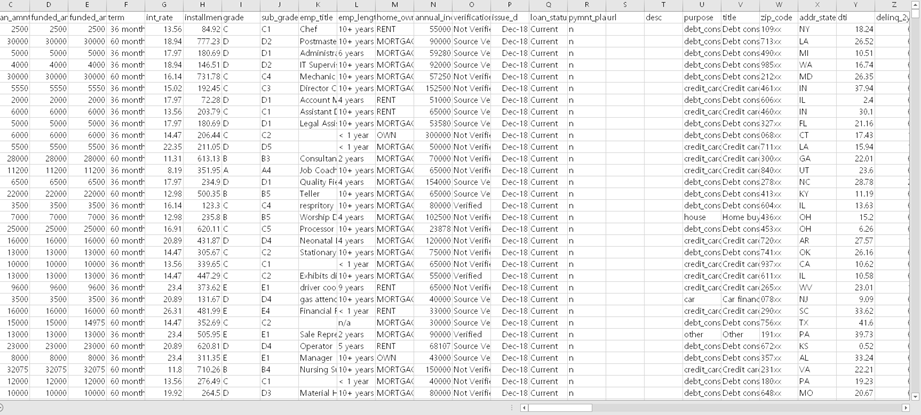 C D E F G H I J K L M N O P Q R S T U V W X Y Z
an_amnt funded_ar funded_ar term int_rate installmen grade sub_grade emp_title emp_length home_own annual_in verification issue_d loan_statu pymnt_pla url desc purpose title zip_code addr_state dti delinq_2y
2500 2500 2500 36 month 13.56 84.92 C C1 Chef 10+ years RENT 55000 Not Verifi Dec-18 Current n debt_cons Debt cons 109xx NY 18.24
30000 30000 30000 60 month 18.94 777.23 D D2 Postmaste 10+ years MORTGAG 90000 Source Ve Dec-18 Current n debt_cons Debt cons 713xx LA 26.52
5000 5000 5000 36 month 17.97 180.69 D D1 Administra 6 years MORTGAG 59280 Source Ve Dec-18 Current n debt_cons Debt cons 490xx MI 10.51
4000 4000 4000 36 month 18.94 146.51 D D2 IT Supervi 10+ years MORTGAG 92000 Source Ve Dec-18 Current n debt_cons Debt cons 985xx WA 16.74
30000 30000 30000 60 month 16.14 731.78 C C4 Mechanic 10+ years MORTGAG 57250 Not Verifi Dec-18 Current n debt_cons Debt cons 212xx MD 26.35
5550 5550 5550 36 month 15.02 192.45 C C3 Director C 10+ years MORTGAG 152500 Not Verifi Dec-18 Current n credit_car Credit car 461xx IN 37.94
2000 2000 2000 36 month 17.97 72.28 D D1 Account M 4 years RENT 51000 Source Ve Dec-18 Current n debt_cons Debt cons 606xx IL 2.4
6000 6000 6000 36 month 13.56 203.79 C C1 Assistant D 10+ years RENT 65000 Source Ve Dec-18 Current n credit_car Credit car 460xx IN 30.1
5000 5000 5000 36 month 17.97 180.69 D D1 Legal Assis 10+ years MORTGAG 53580 Source Ve Dec-18 Current n debt_cons Debt cons 327xx FL 21.16
6000 6000 6000 36 month 14.47 206.44 C C2 < 1 year OWN 300000 Not Verifi Dec-18 Current n debt_cons Debt cons 068xx CT 17.43
5500 5500 5500 36 month 22.35 211.05 D D5 < 1 year MORTGAG 50000 Not Verifi Dec-18 Current n debt_cons Debt cons 711xx LA 15.94
28000 28000 28000 60 month 11.31 613.13 B B3 Consultan 2 years MORTGAG 70000 Not Verifi Dec-18 Current n credit_car Credit car 300xx GA 22.01
11200 11200 11200 36 month 8.19 351.95 A A4 Job Coach 10+ years MORTGAG 65000 Not Verifi Dec-18 Current n credit_car Credit car 840xx UT 23.6
6500 6500 6500 36 month 17.97 234.9 D D1 Quality Fie 4 years MORTGAG 154000 Source Ve Dec-18 Current n debt_cons Debt cons 278xx NC 28.78
22000 22000 22000 60 month 12.98 500.35 B B5 Teller 10+ years MORTGAG 65000 Source Ve Dec-18 Current n debt_cons Debt cons 413xx KY 11.19
3500 3500 3500 36 month 14.47 C C4 respritory 10+ years MORTGAG 80000 Verified Dec-18 Current n debt_cons Debt cons 604xx IL 13.63
7000 7000 7000 36 month 12.98 235.8 B B5 Worship D 4 years MORTGAG 102500 Not Verifi Dec-18 Current n house Home buy 436xx OH 15.2
25000 25000 25000 60 month 16.91 620.11 C C5 Processor 10+ years MORTGAG 23878 Not Verifi Dec-18 Current n debt_cons Debt cons 453xx OH 6.26
16000 16000 16000 60 month 20.89 431.87 D D4 Neonatal I 4 years MORTGAG 120000 Not Verifi Dec-18 Current n credit_car Credit car 720xx AR 27.57
13000 13000 13000 60 month 14.47 305.67 C C2 Stationary 10+ years MORTGAG 75000 Not Verifi Dec-18 Current n debt_cons Debt cons 741xx OK 26.16
10000 10000 10000 36 month 13.56 339.65 C C1 < 1 year MORTGAG 97000 Source Ve Dec-18 Current n credit_car Credit car 937xx CA 10.62
13000 13000 13000 36 month 14.47 447.29 C C2 Exhibits di 10+ years MORTGAG 95000 Verified Dec-18 Current n credit_car Credit car 611xx IL 10.58
9600 9600 9600 36 month 23.4 373.62 E E1 driver coo 9 years RENT 65000 Not Verifi Dec-18 Current n credit_car Credit car 265xx WV 23.01
3500 3500 3500 36 month 20.89 131.67 D D4 gas attend 10+ years MORTGAG 40000 Source Ve Dec-18 Current n car Car financ 078xx NJ 9.09
16000 16000 16000 60 month 26.31 481.99 E E4 Financial R < 1 year RENT 33000 Source Ve Dec-18 Current n credit_car Credit car 290xx SC 33.62
15000 15000 14975 60 month 14.47 352.69 C C2 n/a MORTGAG 30000 Source Ve Dec-18 Current n debt_cons Debt cons 756xx TX 41.6
13000 13000 13000 36 month 23.4 505.95 E E1 Sale Repre 2 years MORTGAG 90000 Verified Dec-18 Current n other Other 191xx PA 39.73
23000 23000 23000 60 month 20.89 620.81 D D4 Operator 5 years RENT 68107 Source Ve Dec-18 Current n debt_cons Debt cons 672xx KS 0.52
8000 8000 8000 36 month 23.4 311.35 E E1 Manager 10+ years OWN 43000 Source Ve Dec-18 Current n debt_cons Debt cons 357xx AL 33.24
32075 32075 32075 60 month 11.8 710.26 B B4 Nursing Su 10+ years MORTGAG 150000 Not Verifi Dec-18 Current n credit_car Credit car 231xx VA 22.21
12000 12000 12000 60 month 13.56 276.49 C C1 < 1 year MORTGAG 40000 Source Ve Dec-18 Current n debt_cons Debt cons 180xx PA 19.23
10000 10000 10000 60 month 19.92 264.5 D D3 Material H 10+ years MORTGAG 80000 Not Verifi Dec-18 Current n debt_cons Debt cons 648xx MO 20.67